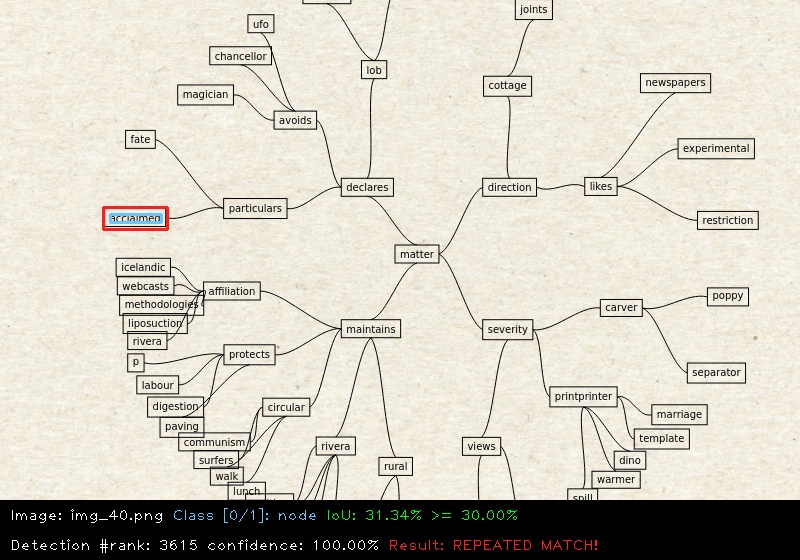 joints
ufo
chancellor
lob
cottage
newspapers
magician
avoids
fate
experimental
declares
direction
likes
particulars
acclaimed
restriction
matter
icelandic
webcasts
affiliation
methodologies
poppy
carver
liposuction
maintains
severity
rivera
protects
p
separator
labour
printprinter
digestion
circular
marriage
paving
template
communism
rivera
views
surfers
dino
rural
walk
warmer
lunch
spill
Image: img_40.png Class [0/1]: node IoU: 31.34% >= 30.00%
Detection #rank: 3615 confidence: 100.00% Result: REPEATED MATCH!